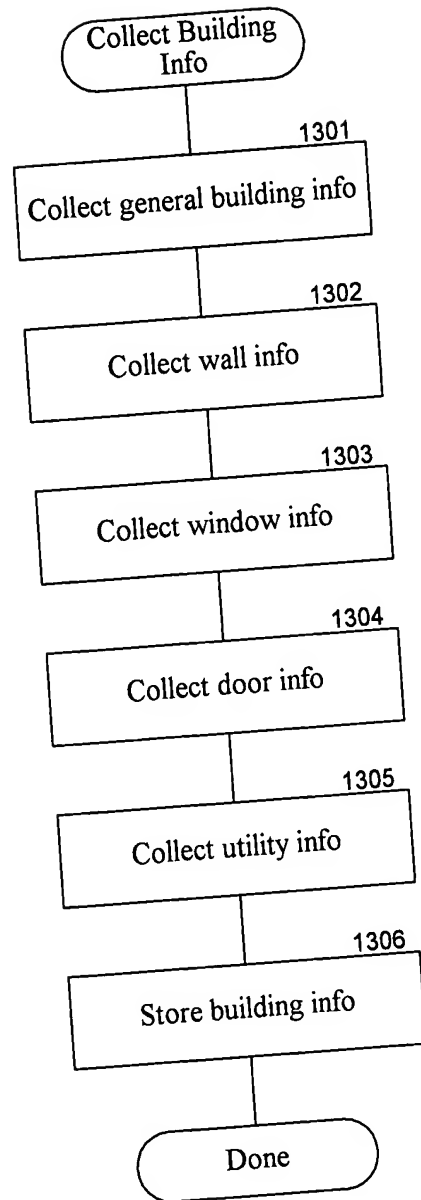 Collect Building
Info
1301
Collect general building info
1302
Collect wall info
1303
Collect window info
1304
Collect door info
1305
Collect utility info
1306
Store building info
Done